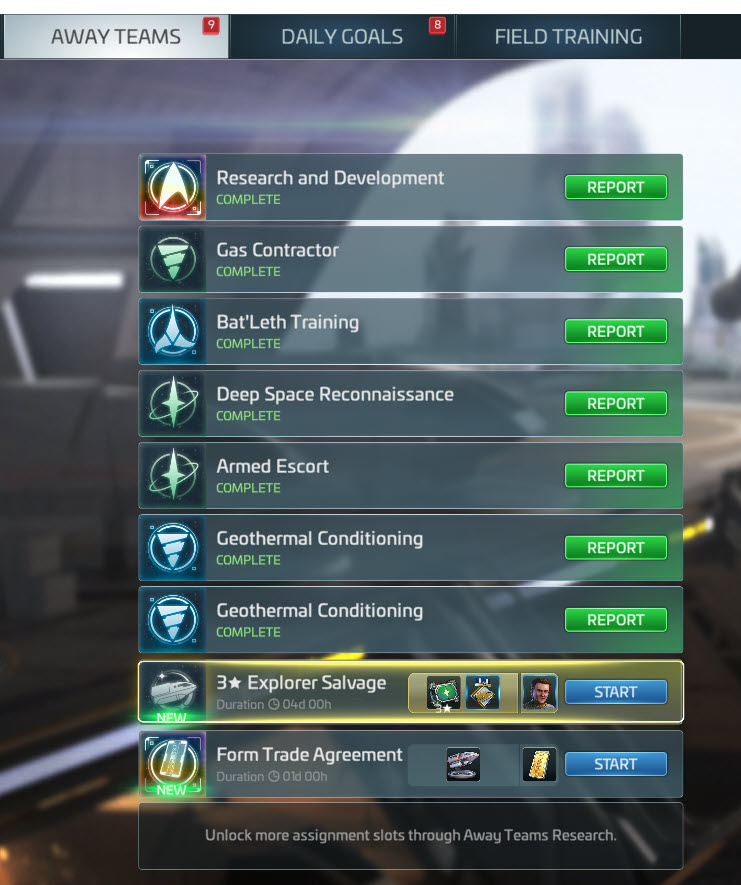 AWAY TEAMS
9
DAILY GOALS
8
FIELD TRAINING
Research and Development
COMPLETE
REPORT
Gas Contractor
COMPLETE
REPORT
Bat'Leth Training
COMPLETE
REPORT
Deep Space Reconnaissance
COMPLETE
REPORT
Armed Escort
COMPLETE
REPORT
Geothermal Conditioning
COMPLETE
REPORT
Geothermal Conditioning
COMPLETE
REPORT
3★ Explorer Salvage
Duration 04d 00h
NEW
3★
START
Form Trade Agreement
Duration 01d 00h
NEW
START
Unlock more assignment slots through Away Teams Research.